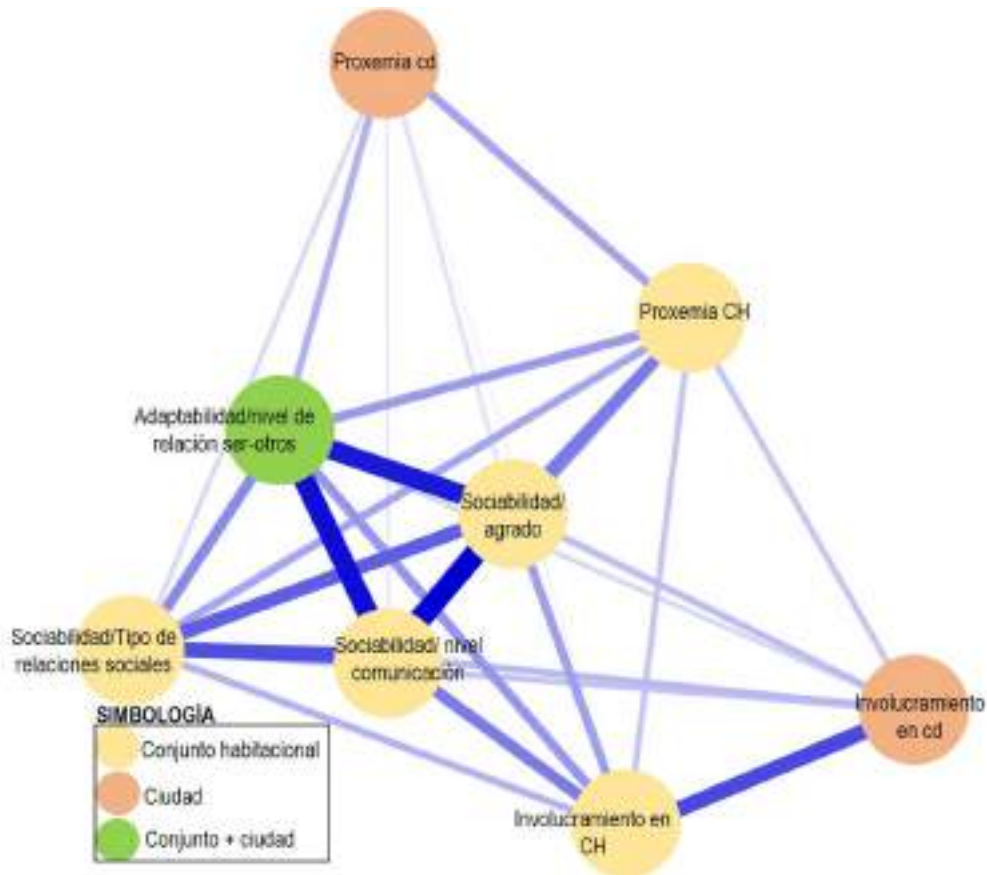 Proxemia cd
Proxemia CH
Adaptabilidad/nivel de
relación ser-otros
Sociabilidad/
agrado
Sociabilidad/Tipo de
relaciones sociales
Sociabilidad/ nivel
comunicación
Involucramiento
en cd
Involucramiento en
CH
SIMBOLOGÍA
Conjunto habitacional
Ciudad
Conjunto + ciudad